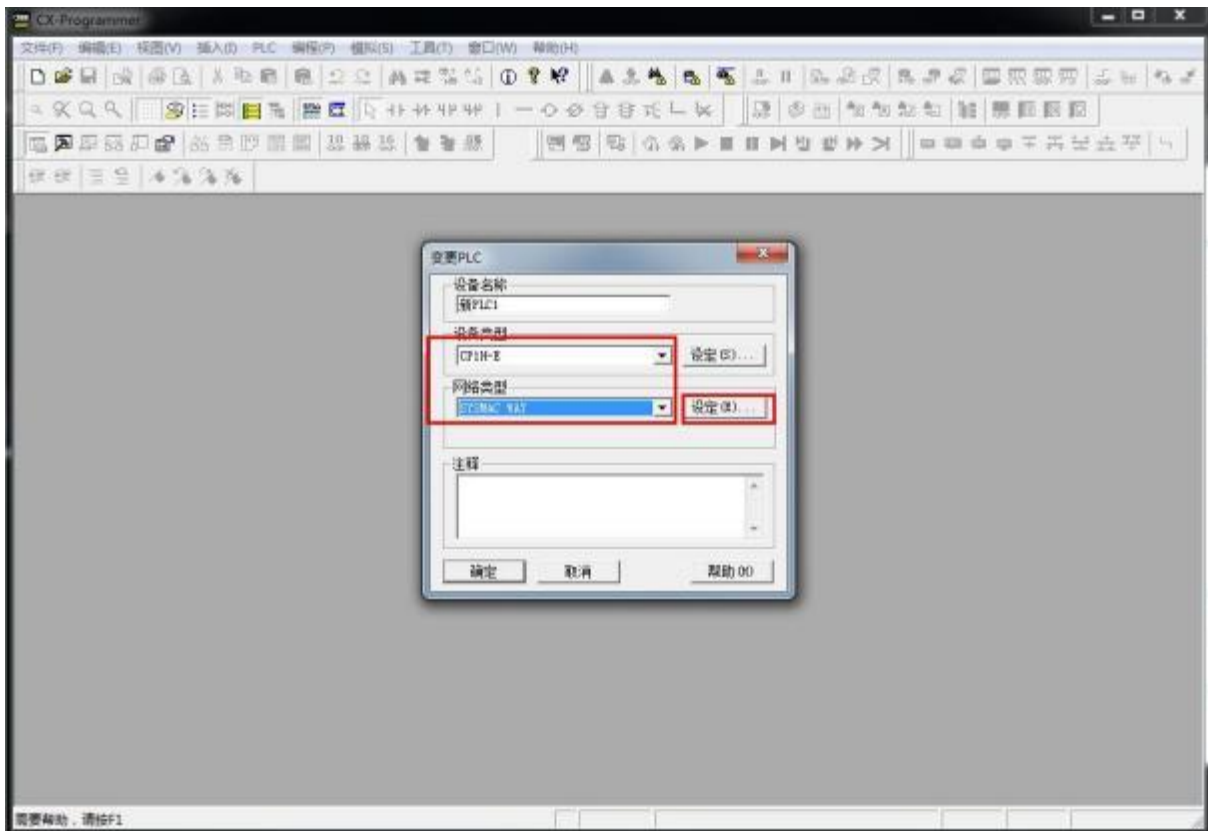 CX-Programmer
文件(F) 编辑(E) 视图(V) 插入(I) PLC 编程(P) 模拟(S) 工具(T) 窗口(W) 帮助(H)
变更PLC
设备名称
新PLC1
设备类型
CP1H-E
设定(S)...
网络类型
SYSMAC WAY
设定(E)...
注释
确定 取消 帮助(H)
需要帮助，请按F1